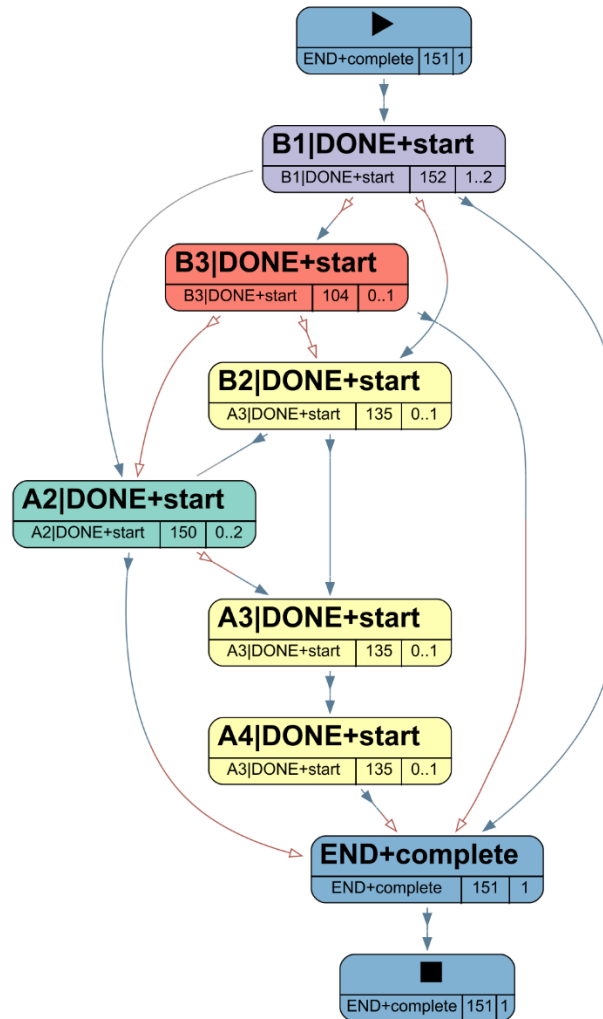 END+complete 151 1
B1|DONE+start
B1|DONE+start 152 1..2
B3|DONE+start
B3|DONE+start 104 0..1
B2|DONE+start
A3|DONE+start 135 0..1
A2|DONE+start
A2|DONE+start 150 0..2
A3|DONE+start
A3|DONE+start 135 0..1
A4|DONE+start
A3|DONE+start 135 0..1
END+complete
END+complete 151 1
END+complete 151 1